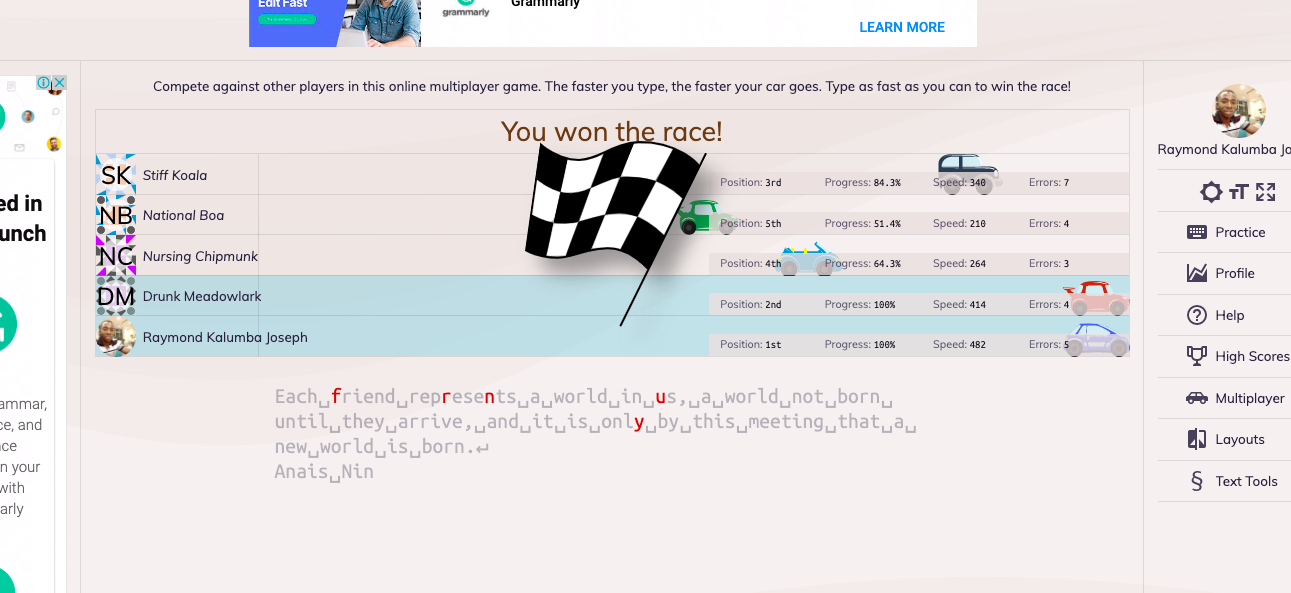 Edit Fast
grammarly
Grammarly
LEARN MORE
Compete against other players in this online multiplayer game. The faster you type, the faster your car goes. Type as fast as you can to win the race!
You won the race!
SK Stiff Koala Position: 3rd Progress: 84.3% Speed: 340 Errors: 7
NB National Boa Position: 5th Progress: 51.4% Speed: 210 Errors: 4
NC Nursing Chipmunk Position: 4th Progress: 64.3% Speed: 264 Errors: 3
DM Drunk Meadowlark Position: 2nd Progress: 100% Speed: 414 Errors: 4
Raymond Kalumba Joseph Position: 1st Progress: 100% Speed: 482 Errors: 5
Each␣friend␣represents␣a␣world␣in␣us,␣a␣world␣not␣born␣
until␣they␣arrive,␣and␣it␣is␣only␣by␣this␣meeting␣that␣a␣
new␣world␣is␣born.↵
Anais␣Nin
ed in
unch
ammar,
ce, and
nce
n your
with
arly
Raymond Kalumba Jo
Practice
Profile
Help
High Scores
Multiplayer
Layouts
§ Text Tools